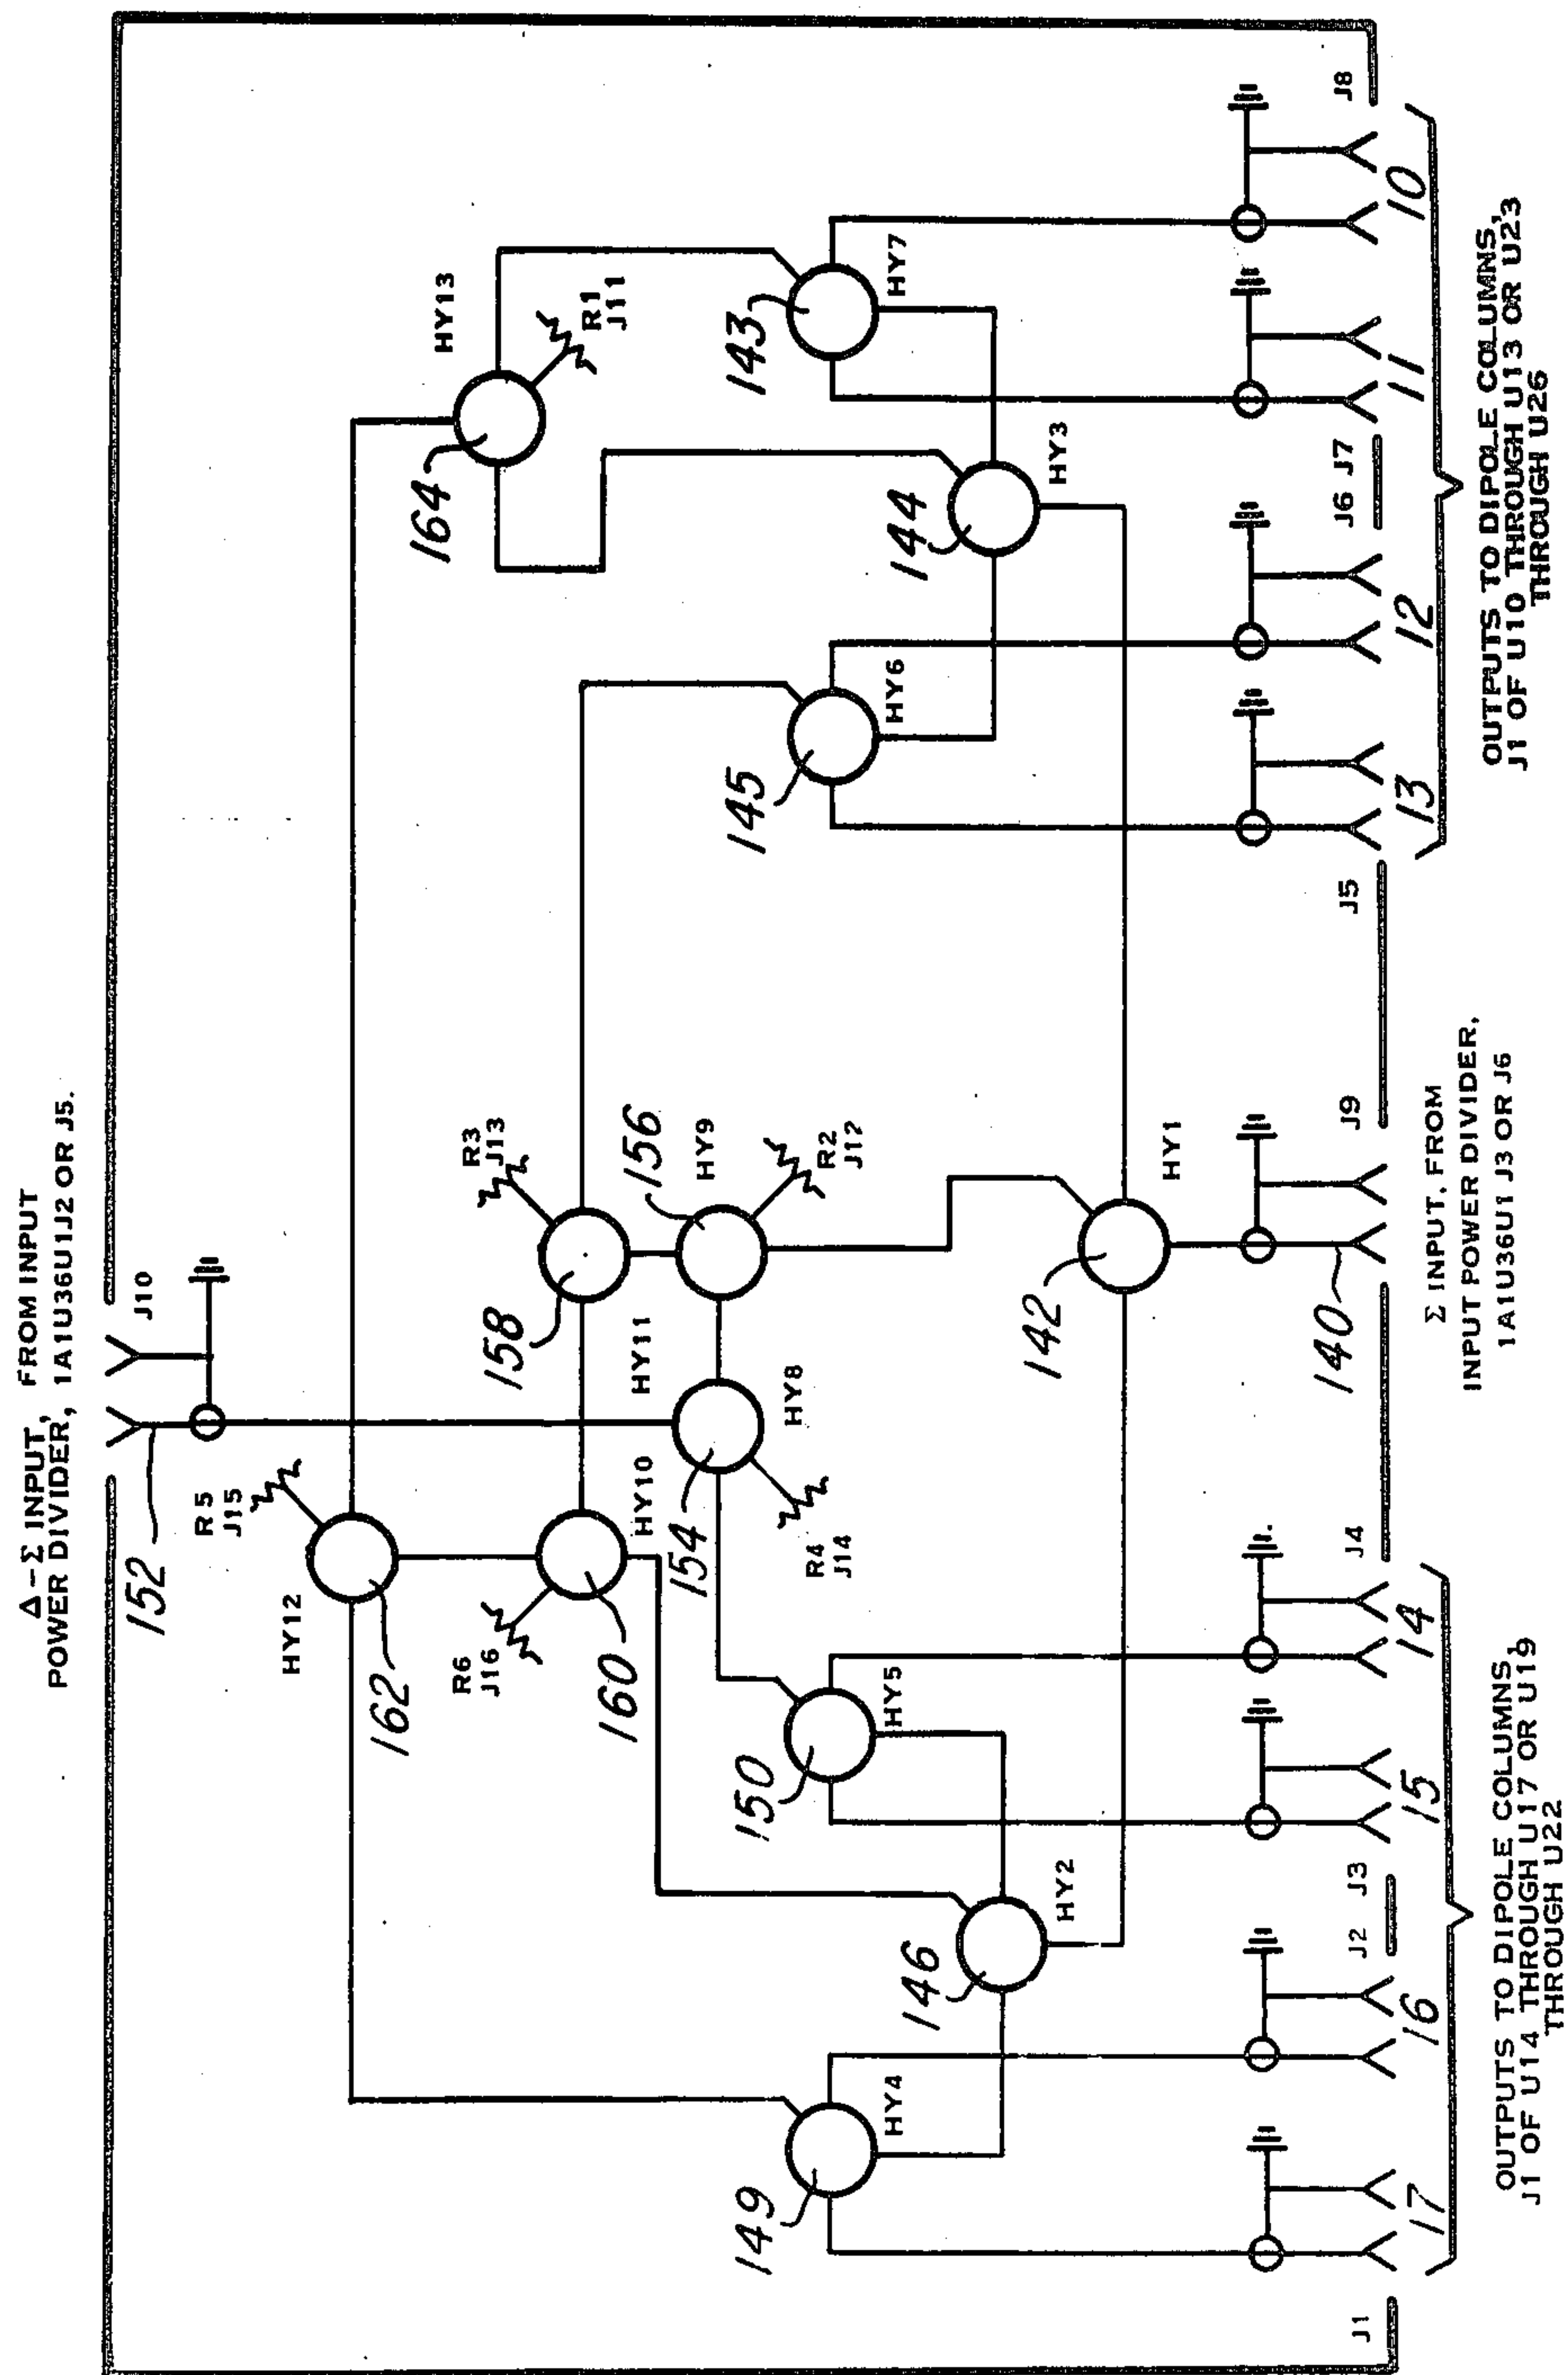 Δ – Σ INPUT, FROM INPUT
POWER DIVIDER, 1A1U36U1J2 OR J5.
152
J10
R5
J15
HY12
162
HY13
164
R1
J11
R3
J13
158
HY11
156
HY9
R2
J12
R6
J16
160
HY10
154
HY8
R4
J14
149
HY4
150
HY5
145
HY6
143
HY7
146
HY2
144
HY3
142
HY1
140
J1
17
16
J2
J3
15
14
J4
J9
J5
13
12
J6
J7
11
10
J8
OUTPUTS TO DIPOLE COLUMNS,
J1 OF U14 THROUGH U17 OR U19
THROUGH U22
Σ INPUT, FROM
INPUT POWER DIVIDER,
1A1U36U1 J3 OR J6
OUTPUTS TO DIPOLE COLUMNS,
J1 OF U10 THROUGH U13 OR U23
THROUGH U26